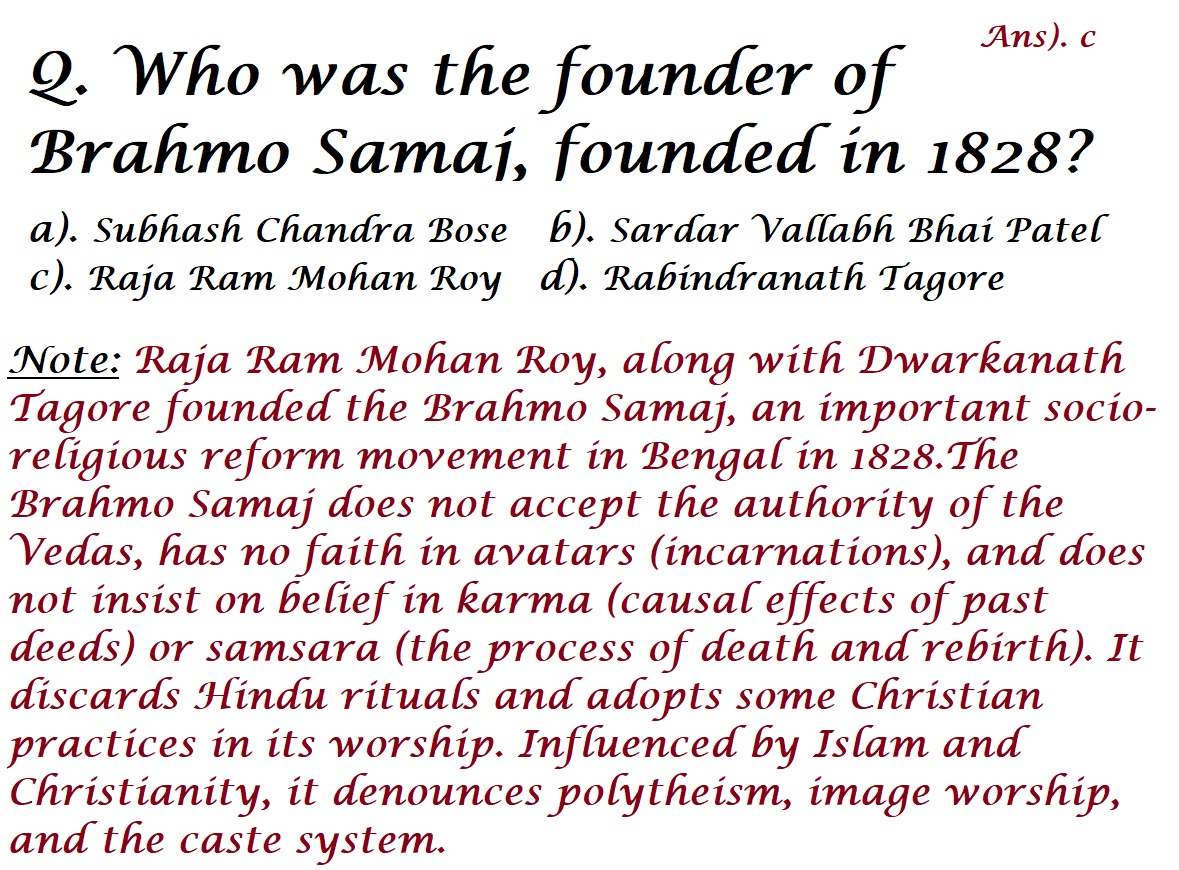 Ans). c
Q. Who was the founder of
Brahmo Samaj, founded in 1828?
a). Subhash Chandra Bose b). Sardar Vallabh Bhai Patel
c). Raja Ram Mohan Roy d). Rabindranath Tagore
Note: Raja Ram Mohan Roy, along with Dwarkanath
Tagore founded the Brahmo Samaj, an important socio-
religious reform movement in Bengal in 1828.The
Brahmo Samaj does not accept the authority of the
Vedas, has no faith in avatars (incarnations), and does
not insist on belief in karma (causal effects of past
deeds) or samsara (the process of death and rebirth). It
discards Hindu rituals and adopts some Christian
practices in its worship. Influenced by Islam and
Christianity, it denounces polytheism, image worship,
and the caste system.